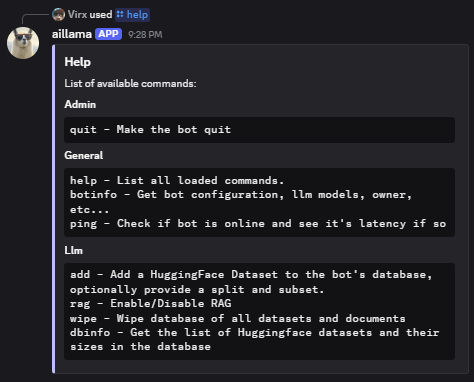 Virx used help
aillama APP 9:28 PM
Help
List of available commands:
Admin
quit - Make the bot quit
General
help - List all loaded commands.
botinfo - Get bot configuration, llm models, owner,
etc...
ping - Check if bot is online and see it's latency if so
Llm
add - Add a HuggingFace Dataset to the bot's database,
optionally provide a split and subset.
rag - Enable/Disable RAG
wipe - Wipe database of all datasets and documents
dbinfo - Get the list of Huggingface datasets and their
sizes in the database